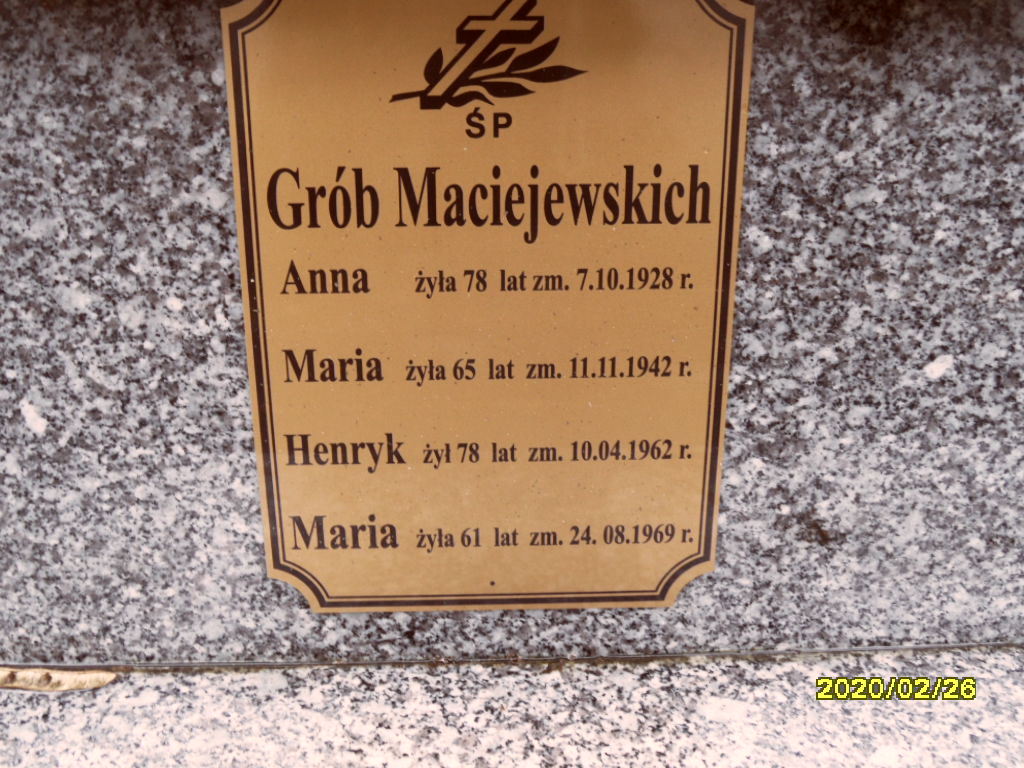 ŚP
Grób Maciejewskich
Anna żyła 78 lat zm. 7.10.1928 r.
Maria żyła 65 lat zm. 11.11.1942 r.
Henryk żył 78 lat zm. 10.04.1962 r.
Maria żyła 61 lat zm. 24. 08.1969 r.
2020/02/26